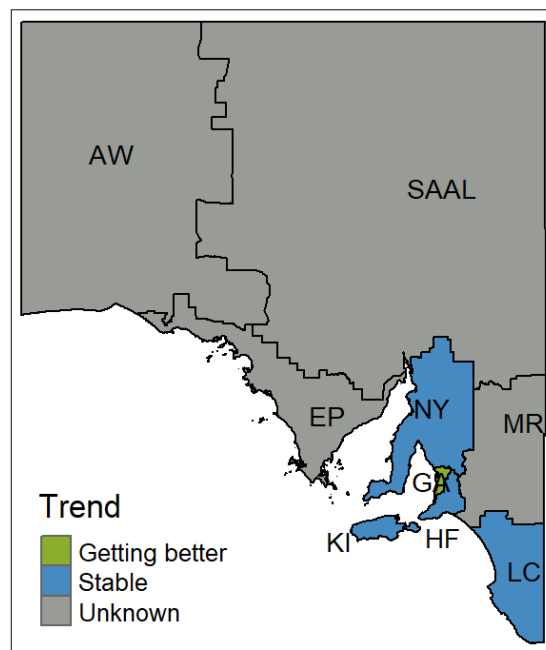 AW
SAAL
EP
NY
MR
GA
KI
HF
LC
Trend
Getting better
Stable
Unknown